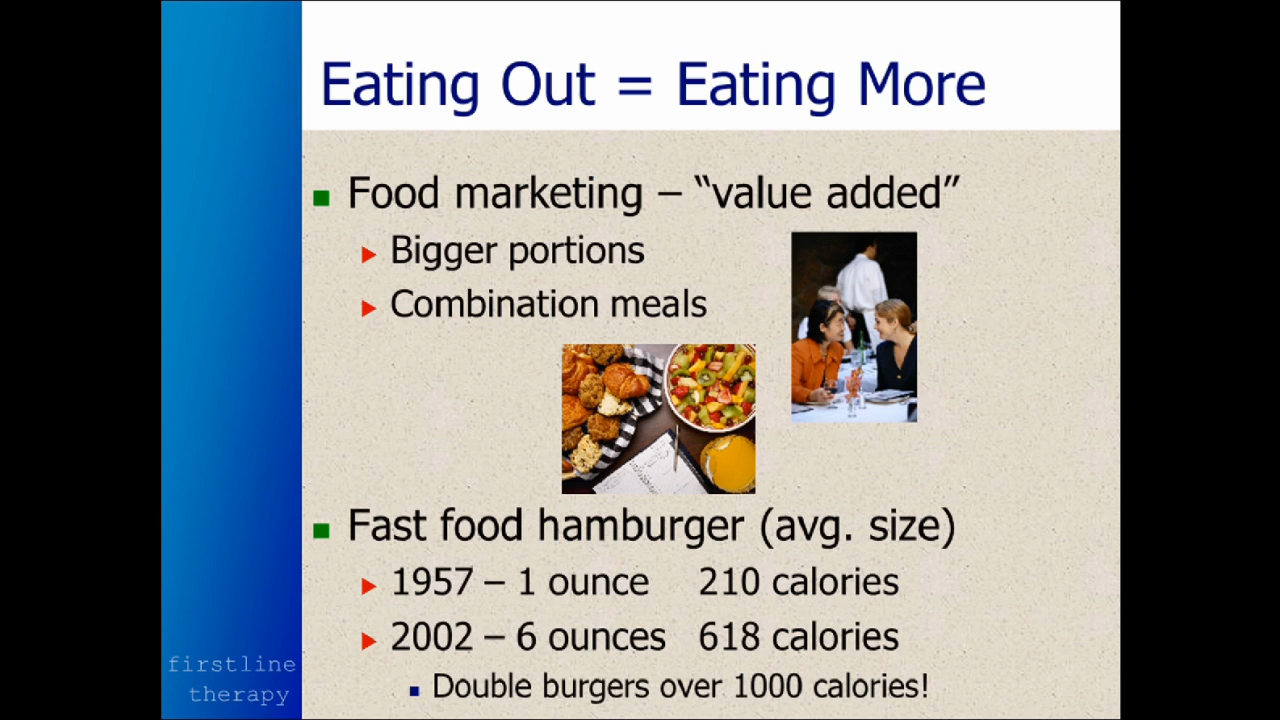 Eating Out = Eating More
Food marketing – “value added”
Bigger portions
Combination meals
Fast food hamburger (avg. size)
1957 – 1 ounce 210 calories
2002 – 6 ounces 618 calories
Double burgers over 1000 calories!
firstline
therapy